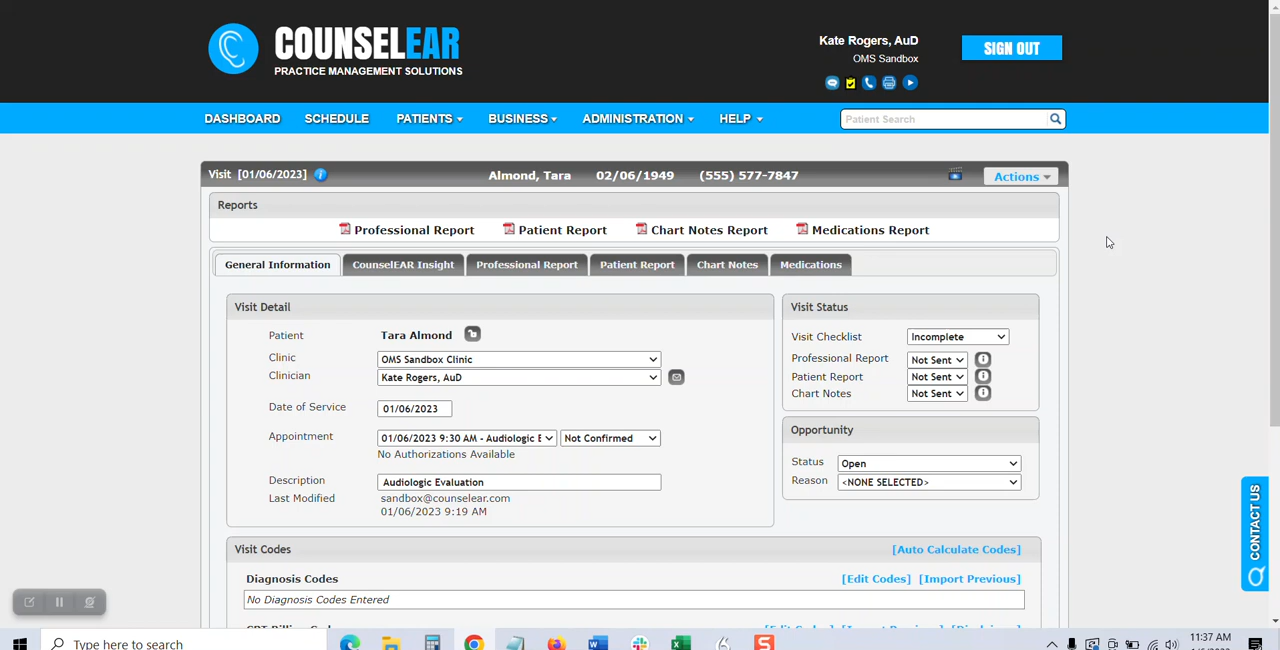 COUNSELEAR
PRACTICE MANAGEMENT SOLUTIONS
Kate Rogers, AuD
OMS Sandbox
SIGN OUT
DASHBOARD SCHEDULE PATIENTS BUSINESS ADMINISTRATION HELP Patient Search
Visit [01/06/2023] Almond, Tara 02/06/1949 (555) 577-7847 Actions
Reports
Professional Report Patient Report Chart Notes Report Medications Report
General Information CounselEAR Insight Professional Report Patient Report Chart Notes Medications
Visit Detail
Patient Tara Almond
Clinic OMS Sandbox Clinic
Clinician Kate Rogers, AuD
Date of Service 01/06/2023
Appointment 01/06/2023 9:30 AM - Audiologic E Not Confirmed
No Authorizations Available
Description Audiologic Evaluation
Last Modified sandbox@counselear.com
01/06/2023 9:19 AM
Visit Status
Visit Checklist Incomplete
Professional Report Not Sent
Patient Report Not Sent
Chart Notes Not Sent
Opportunity
Status Open
Reason <NONE SELECTED>
Visit Codes [Auto Calculate Codes]
Diagnosis Codes [Edit Codes] [Import Previous]
No Diagnosis Codes Entered
CONTACT US
Type here to search
11:37 AM